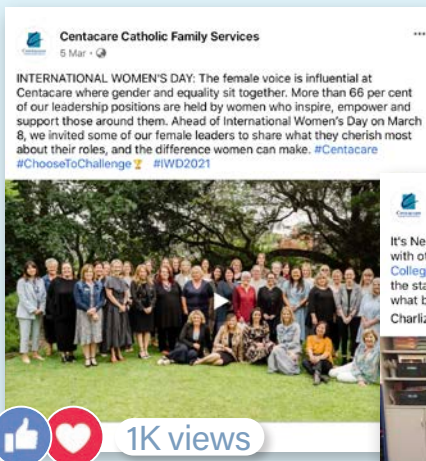 Centacare Catholic Family Services
5 Mar ·
INTERNATIONAL WOMEN'S DAY: The female voice is influential at
Centacare where gender and equality sit together. More than 66 per cent
of our leadership positions are held by women who inspire, empower and
support those around them. Ahead of International Women's Day on March
8, we invited some of our female leaders to share what they cherish most
about their roles, and the difference women can make. #Centacare
#ChooseToChallenge #IWD2021
It's Ne
with ot
Colleg
the sta
what b
Charliz
1K views